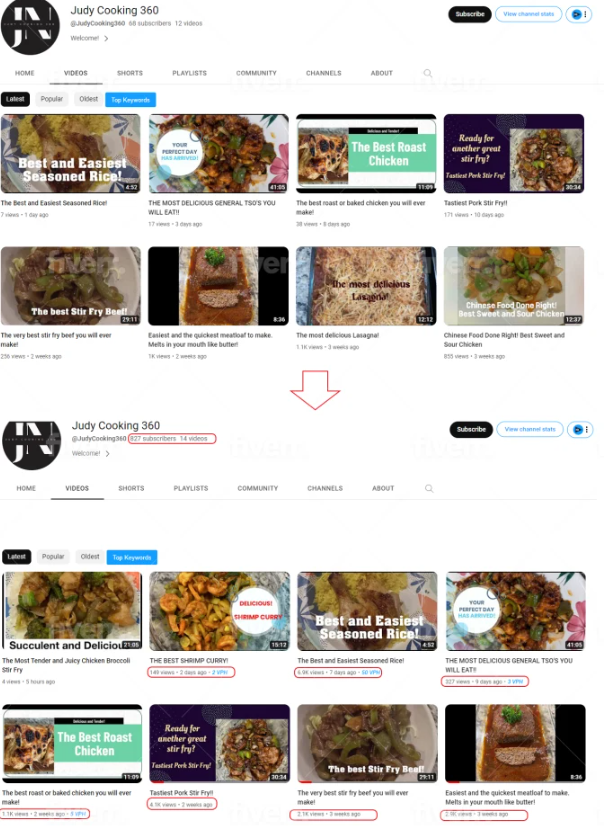 JN
JUDY COOKING 360
Judy Cooking 360
@JudyCooking360 68 subscribers 12 videos
Welcome! >
Subscribe
View channel stats
HOME VIDEOS SHORTS PLAYLISTS COMMUNITY CHANNELS ABOUT
Latest Popular Oldest Top Keywords
Best and Easiest
Seasoned Rice!
4:52
YOUR
PERFECT DAY
HAS ARRIVED!
41:05
Delicious and Tender!
The Best Roast
Chicken
11:09
Ready for
another great
stir fry?
Tastiest Pork Stir Fry!
30:34
The Best and Easiest Seasoned Rice!
7 views • 1 day ago
THE MOST DELICIOUS GENERAL TSO'S YOU
WILL EAT!!
17 views • 3 days ago
The best roast or baked chicken you will ever
make!
38 views • 8 days ago
Tastiest Pork Stir Fry!!
171 views • 10 days ago
The best Stir Fry Beef!
29:11
8:36
The most delicious
Lasagna!
12:12
Chinese Food Done Right!
Best Sweet and Sour Chicken
12:37
The very best stir fry beef you will ever
make!
256 views • 2 weeks ago
Easiest and the quickest meatloaf to make.
Melts in your mouth like butter!
1K views • 2 weeks ago
The most delicious Lasagna!
1.1K views • 3 weeks ago
Chinese Food Done Right! Best Sweet and
Sour Chicken
855 views • 3 weeks ago
fiverr
JN
JUDY COOKING 360
Judy Cooking 360
@JudyCooking360 827 subscribers 14 videos
Welcome! >
Subscribe
View channel stats
HOME VIDEOS SHORTS PLAYLISTS COMMUNITY CHANNELS ABOUT
Latest Popular Oldest Top Keywords
Succulent and Delicious
21:05
DELICIOUS!
SHRIMP CURRY
15:12
Best and Easiest
Seasoned Rice!
4:52
YOUR
PERFECT DAY
HAS ARRIVED!
41:05
The Most Tender and Juicy Chicken Broccoli
Stir Fry
4 views • 5 hours ago
THE BEST SHRIMP CURRY!
149 views • 2 days ago • 2 VPH
The Best and Easiest Seasoned Rice!
6.9K views • 7 days ago • 50 VPH
THE MOST DELICIOUS GENERAL TSO'S YOU
WILL EAT!!
327 views • 9 days ago • 3 VPH
Delicious and Tender!
The Best Roast
Chicken
11:09
Ready for
another great
stir fry?
Tastiest Pork Stir Fry!
30:34
The best Stir Fry Beef!
29:11
8:36
The best roast or baked chicken you will ever
make!
1.1K views • 2 weeks ago • 3 VPH
Tastiest Pork Stir Fry!!
4.1K views • 2 weeks ago
The very best stir fry beef you will ever
make!
2.1K views • 3 weeks ago
Easiest and the quickest meatloaf to make.
Melts in your mouth like butter!
2.9K views • 3 weeks ago